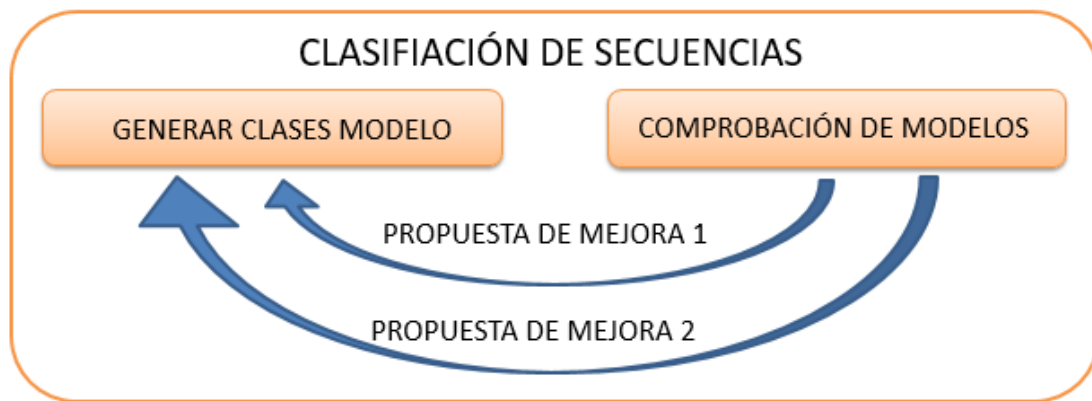 CLASIFIACIÓN DE SECUENCIAS
GENERAR CLASES MODELO
COMPROBACIÓN DE MODELOS
PROPUESTA DE MEJORA 1
PROPUESTA DE MEJORA 2